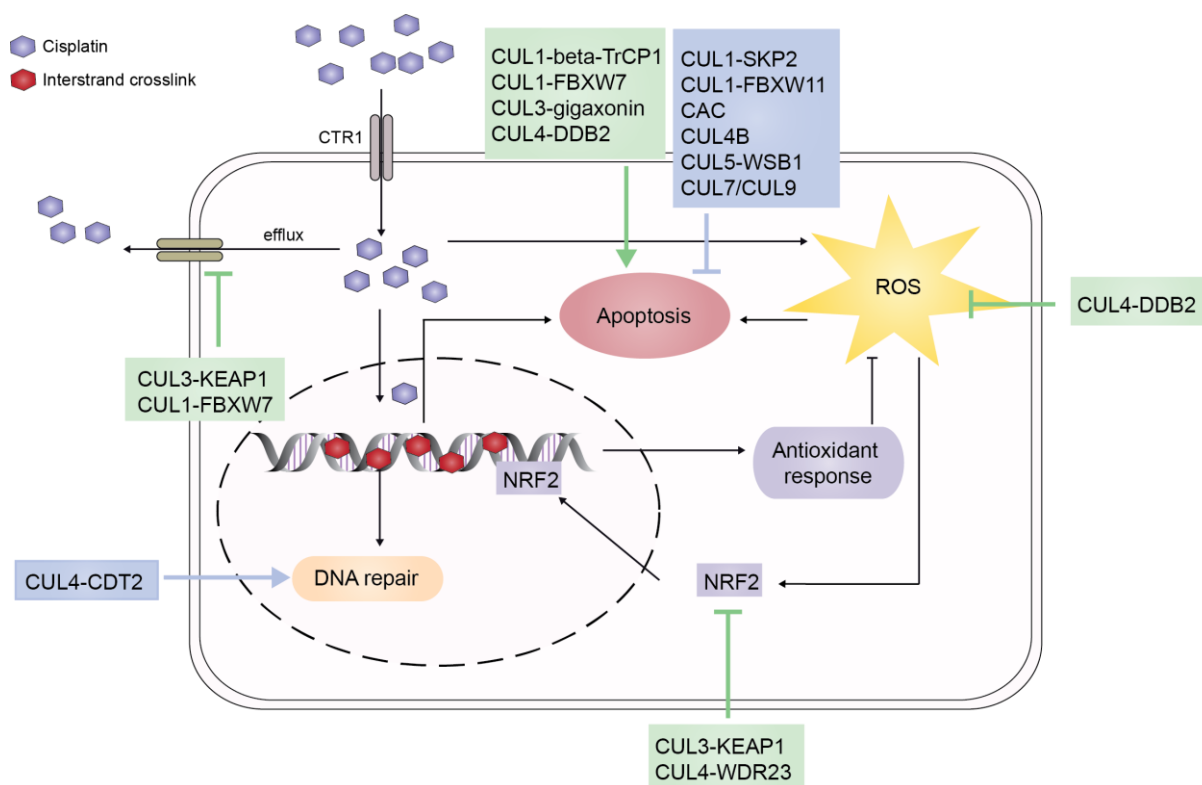 Cisplatin
Interstrand crosslink
CTR1
CUL1-beta-TrCP1
CUL1-FBXW7
CUL3-gigaxonin
CUL4-DDB2
CUL1-SKP2
CUL1-FBXW11
CAC
CUL4B
CUL5-WSB1
CUL7/CUL9
efflux
Apoptosis
ROS
CUL4-DDB2
CUL3-KEAP1
CUL1-FBXW7
NRF2
Antioxidant
response
CUL4-CDT2
DNA repair
NRF2
CUL3-KEAP1
CUL4-WDR23